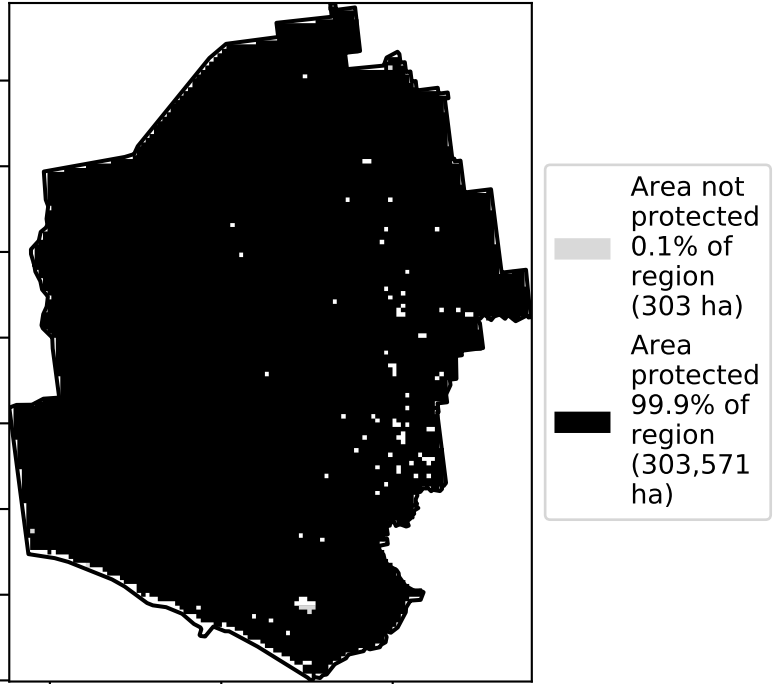 Area not
protected
0.1% of
region
(303 ha)
Area
protected
99.9% of
region
(303,571
ha)